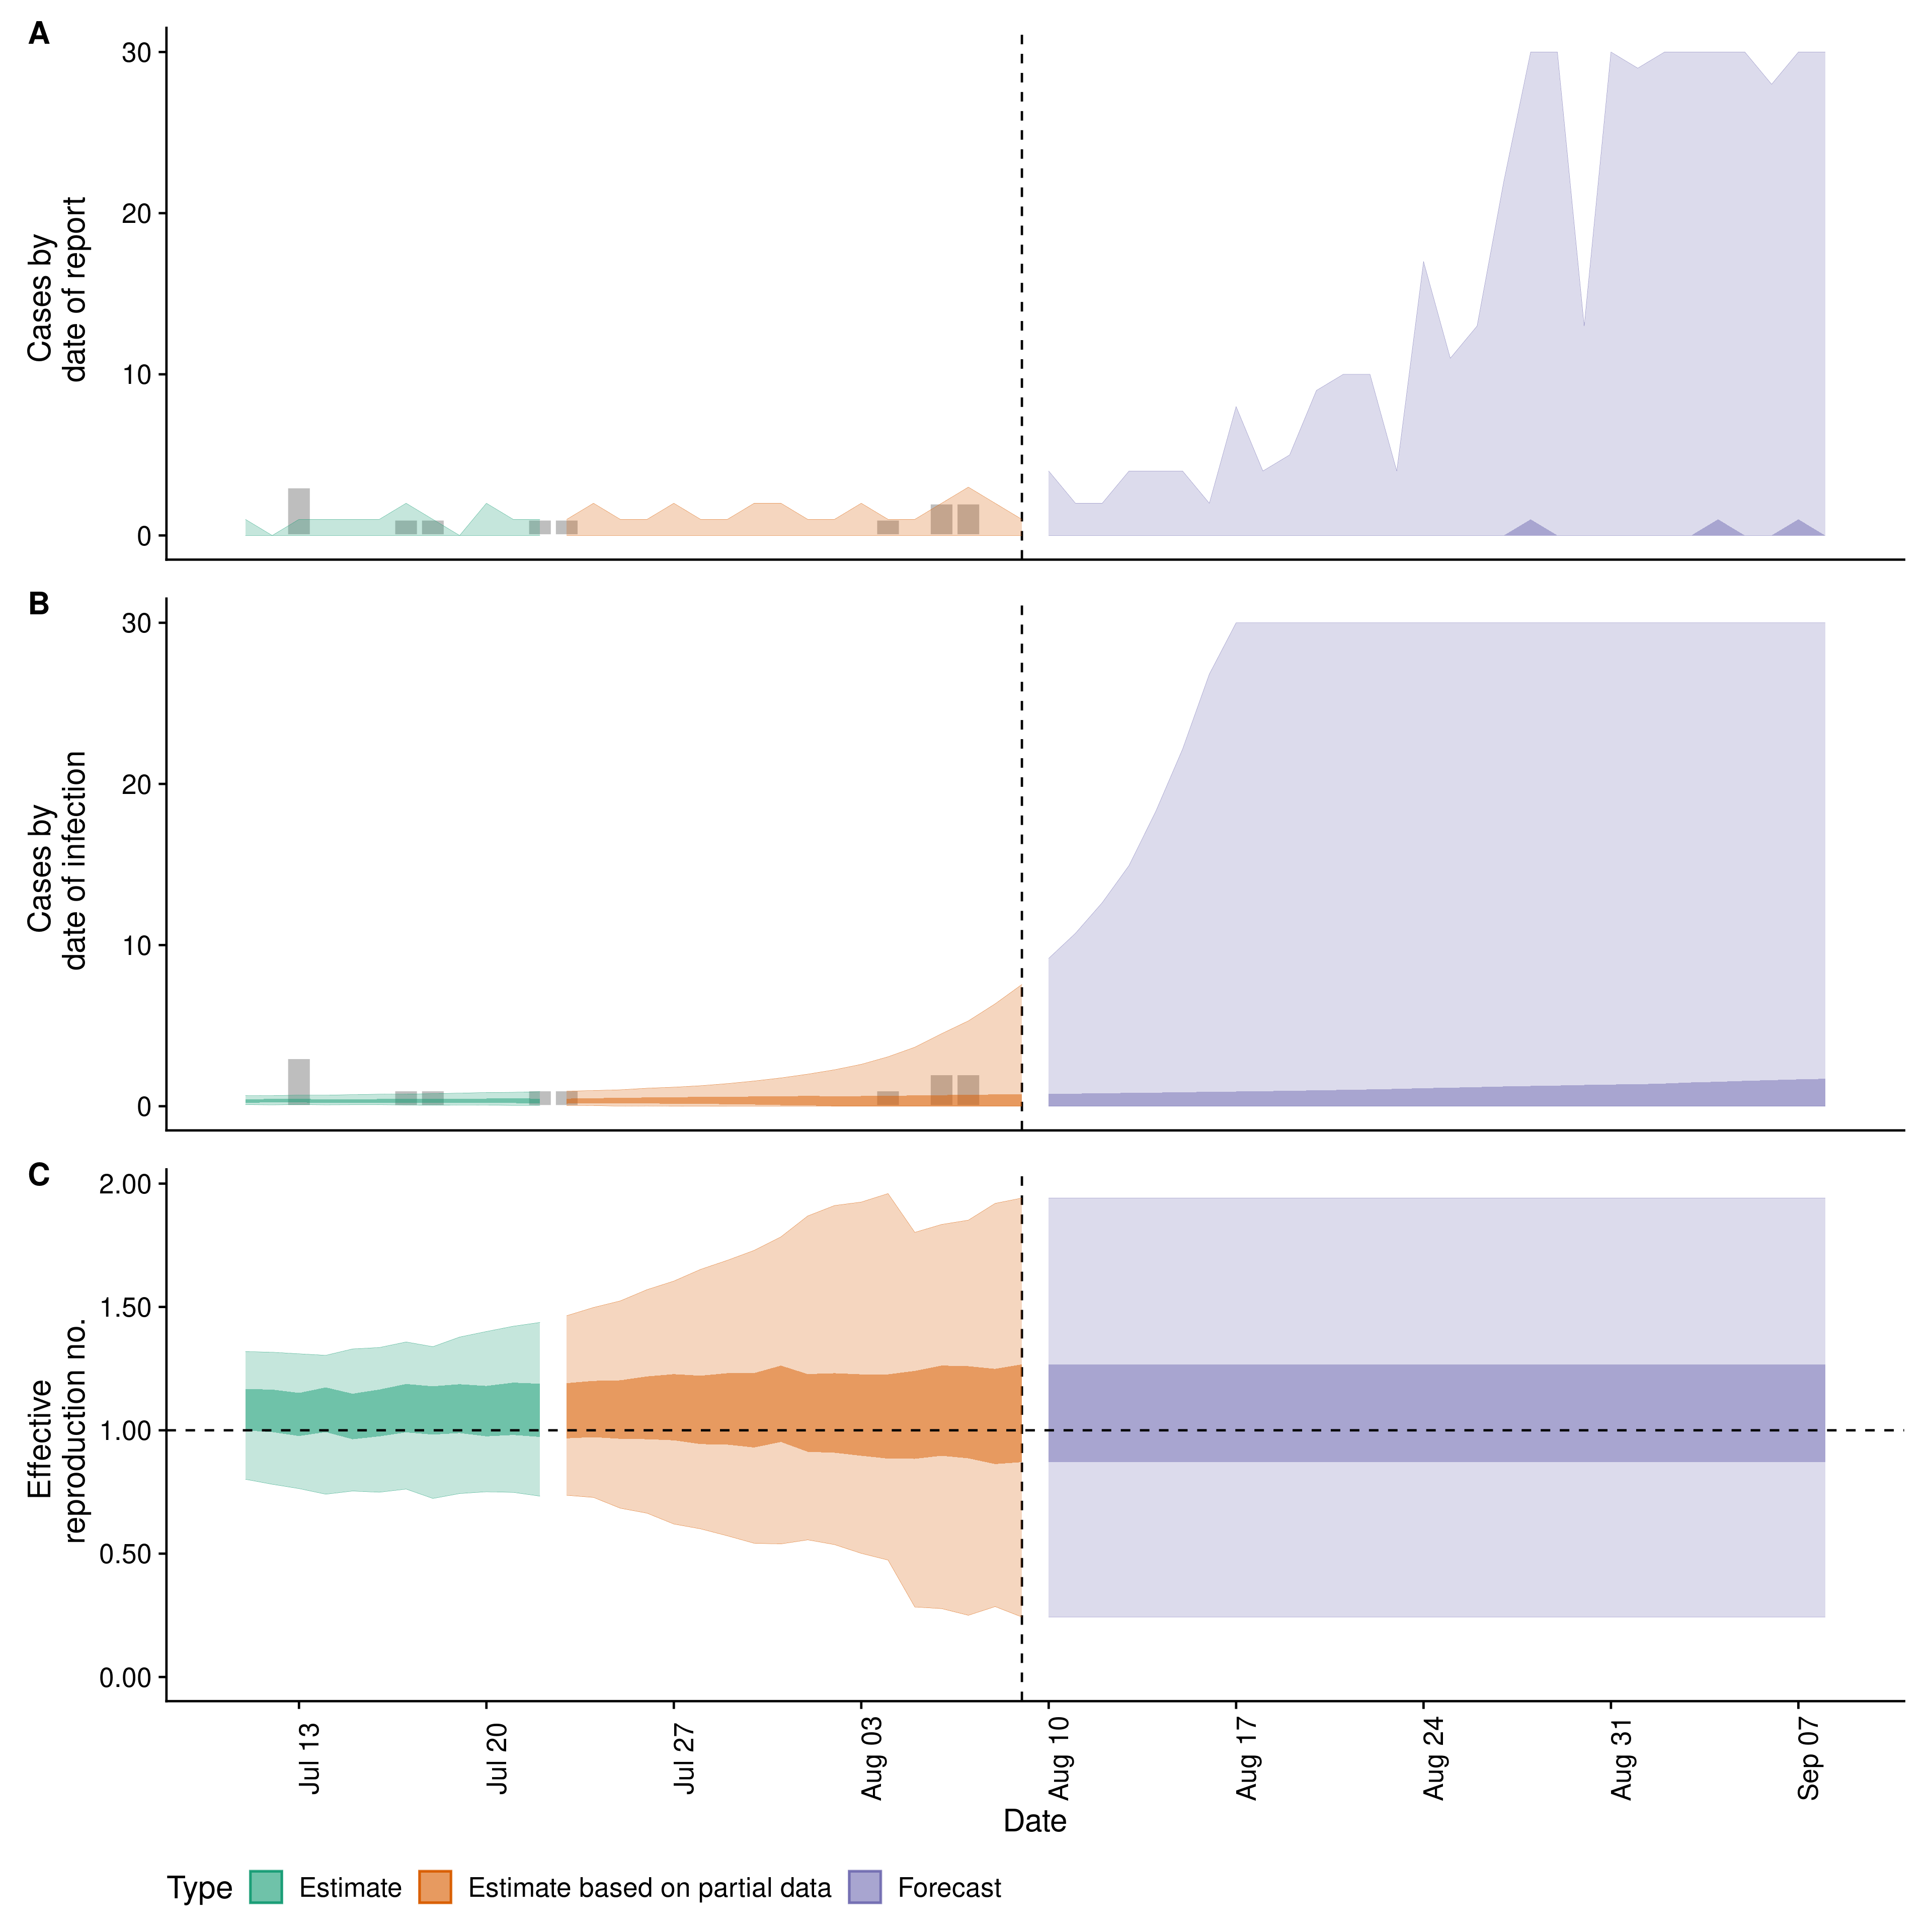 A
30
20
10
0
Cases by
date of report
B
30
20
10
0
Cases by
date of infection
C
2.00
1.50
1.00
0.50
0.00
Effective
reproduction no.
Jul 13
Jul 20
Jul 27
Aug 03
Aug 10
Aug 17
Aug 24
Aug 31
Sep 07
Date
Type Estimate Estimate based on partial data Forecast